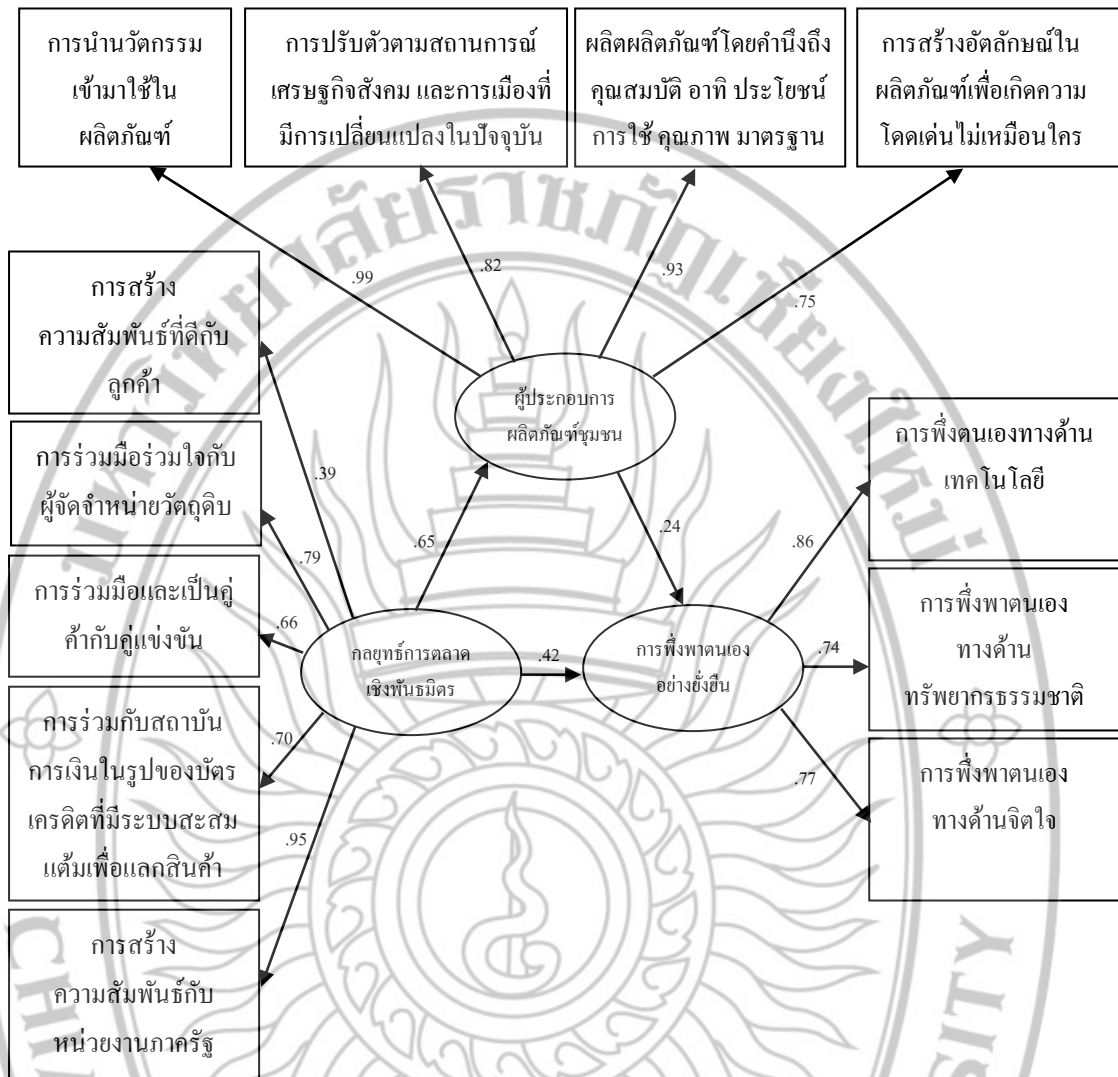 การนำนวัตกรรม
เข้ามาใช้ใน
ผลิตภัณฑ์
การปรับตัวตามสถานการณ์
เศรษฐกิจสังคม และการเมืองที่
มีการเปลี่ยนแปลงในปัจจุบัน
ผลิตผลิตภัณฑ์โดยคำนึงถึง
คุณสมบัติ อาทิ ประโยชน์
การใช้ คุณภาพ มาตรฐาน
การสร้างอัตลักษณ์ใน
ผลิตภัณฑ์เพื่อเกิดความ
โดดเด่นไม่เหมือนใคร
มหาวิทยาลัยราชภัฏเชียงใหม่
.99
.82
.93
.75
การสร้าง
ความสัมพันธ์ที่ดีกับ
ลูกค้า
ผู้ประกอบการ
ผลิตภัณฑ์ชุมชน
การพึ่งตนเองทางด้าน
เทคโนโลยี
การร่วมมือร่วมใจกับ
ผู้จัดจำหน่ายวัตถุดิบ
.39
.79
.65
.24
.86
การร่วมมือและเป็นคู่
ค้ากับคู่แข่งขัน
.66
กลยุทธ์การตลาด
เชิงพันธมิตร
.42
การพึ่งพาตนเอง
อย่างยั่งยืน
.74
การพึ่งพาตนเอง
ทางด้าน
ทรัพยากรธรรมชาติ
การร่วมกับสถาบัน
การเงินในรูปของบัตร
เครดิตที่มีระบบสะสม
แต้มเพื่อแลกสินค้า
.70
.95
.77
การพึ่งพาตนเอง
ทางด้านจิตใจ
การสร้าง
ความสัมพันธ์กับ
หน่วยงานภาครัฐ